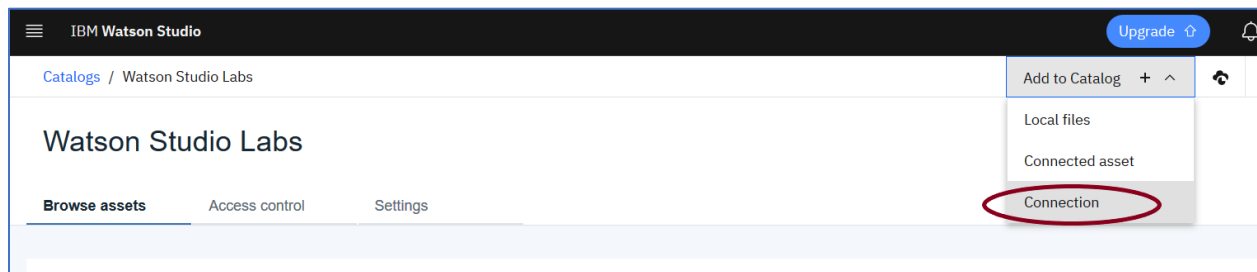 IBM Watson Studio
Upgrade
Catalogs / Watson Studio Labs
Add to Catalog +
Local files
Watson Studio Labs
Connected asset
Browse assets Access control Settings
Connection